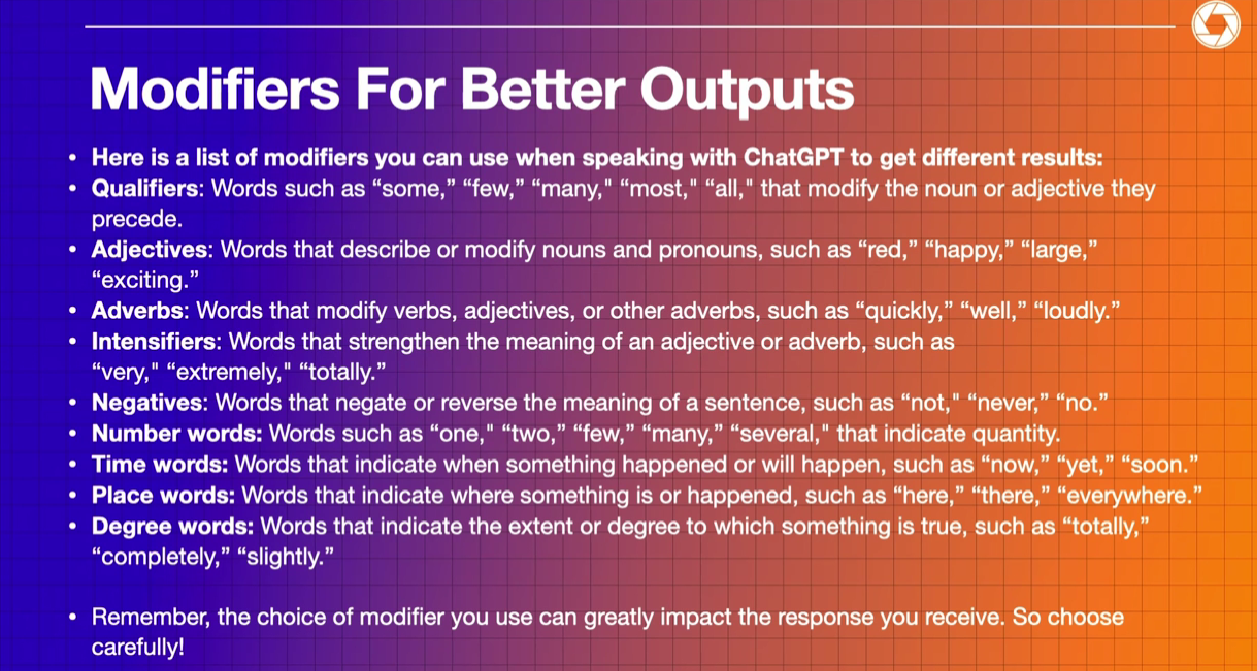 Modifiers For Better Outputs
• Here is a list of modifiers you can use when speaking with ChatGPT to get different results:
• Qualifiers: Words such as “some,” “few,” “many," “most," “all," that modify the noun or adjective they
precede.
• Adjectives: Words that describe or modify nouns and pronouns, such as “red,” “happy,” “large,”
“exciting.”
• Adverbs: Words that modify verbs, adjectives, or other adverbs, such as “quickly,” “well,” “loudly.”
• Intensifiers: Words that strengthen the meaning of an adjective or adverb, such as
“very," “extremely," “totally.”
• Negatives: Words that negate or reverse the meaning of a sentence, such as “not," “never,” “no.”
• Number words: Words such as “one," “two,” “few,” “many,” “several," that indicate quantity.
• Time words: Words that indicate when something happened or will happen, such as “now,” “yet,” “soon.”
• Place words: Words that indicate where something is or happened, such as “here,” “there,” “everywhere.”
• Degree words: Words that indicate the extent or degree to which something is true, such as “totally,”
“completely,” “slightly.”
• Remember, the choice of modifier you use can greatly impact the response you receive. So choose
carefully!